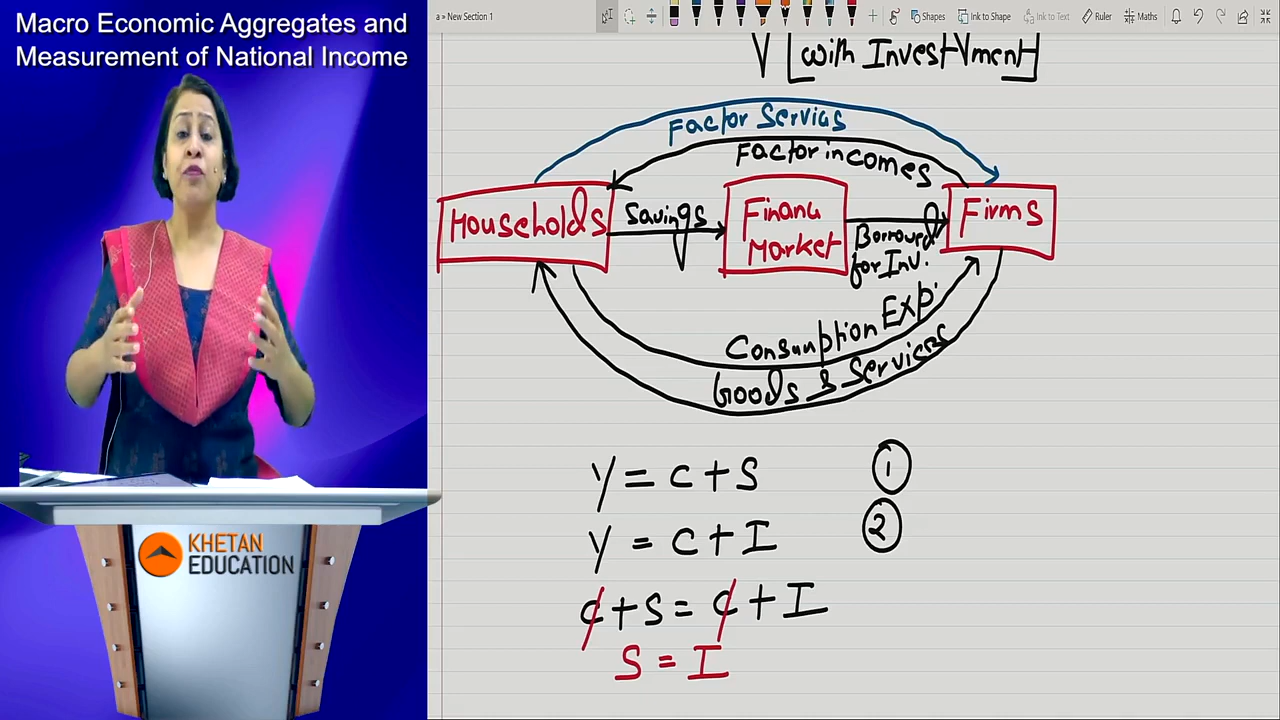 Macro Economic Aggregates and
Measurement of National Income
KHETAN
EDUCATION
a » New Section 1
Shapes
Ink to Shape
Ink to Text
Ruler
Maths
[with Investment]
Factor Servics
Factor incomes
Households
Savings
Financ
Market
Borrowed
for Inv.
Firms
Consumption Exp.
Goods & Services
y = C + S ①
y = C + I ②
C + S = C + I
S = I